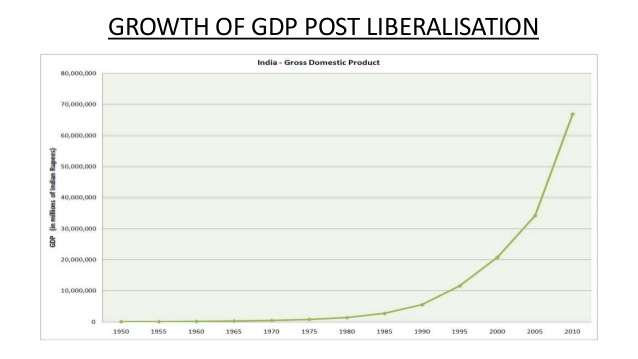 GROWTH OF GDP POST LIBERALISATION
India - Gross Domestic Product
GDP (in millions of Indian Rupees)
80,000,000
70,000,000
60,000,000
50,000,000
40,000,000
30,000,000
20,000,000
10,000,000
0
1950 1955 1960 1965 1970 1975 1980 1985 1990 1995 2000 2005 2010